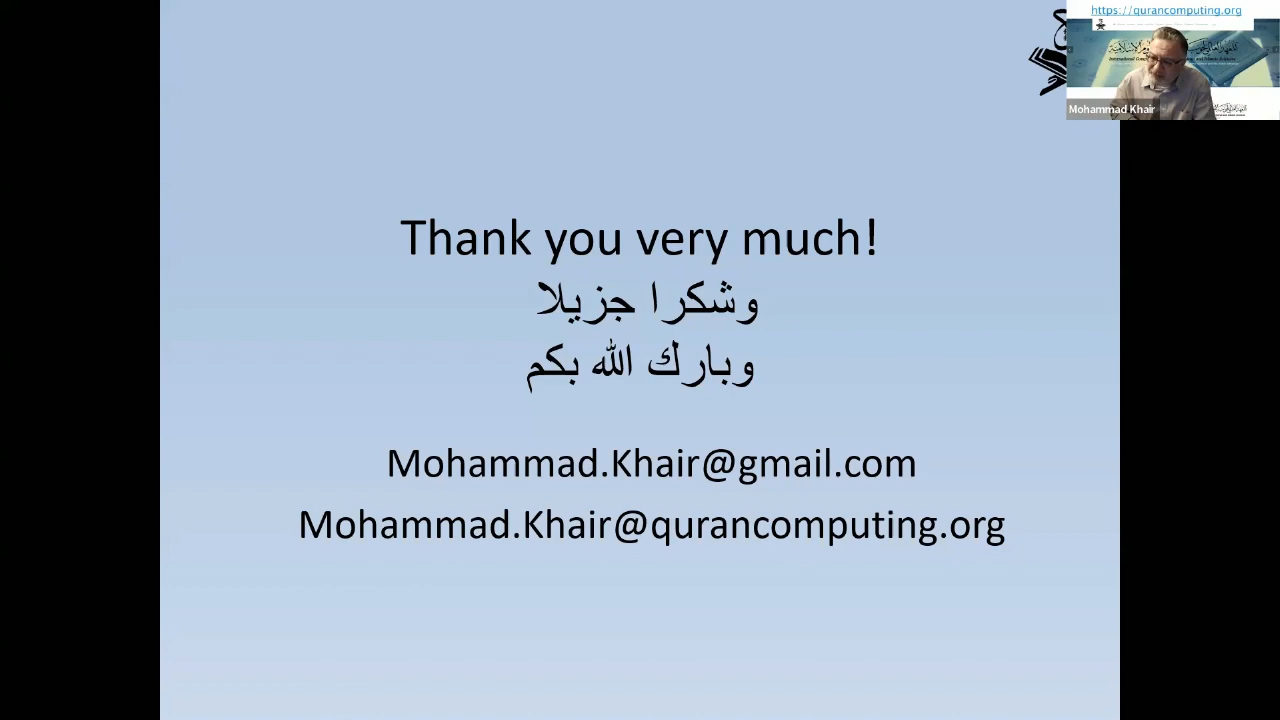 https://qurancomputing.org
Mohammad Khair
Thank you very much!
وشكرا جزيلا
وبارك الله بكم
Mohammad.Khair@gmail.com
Mohammad.Khair@qurancomputing.org